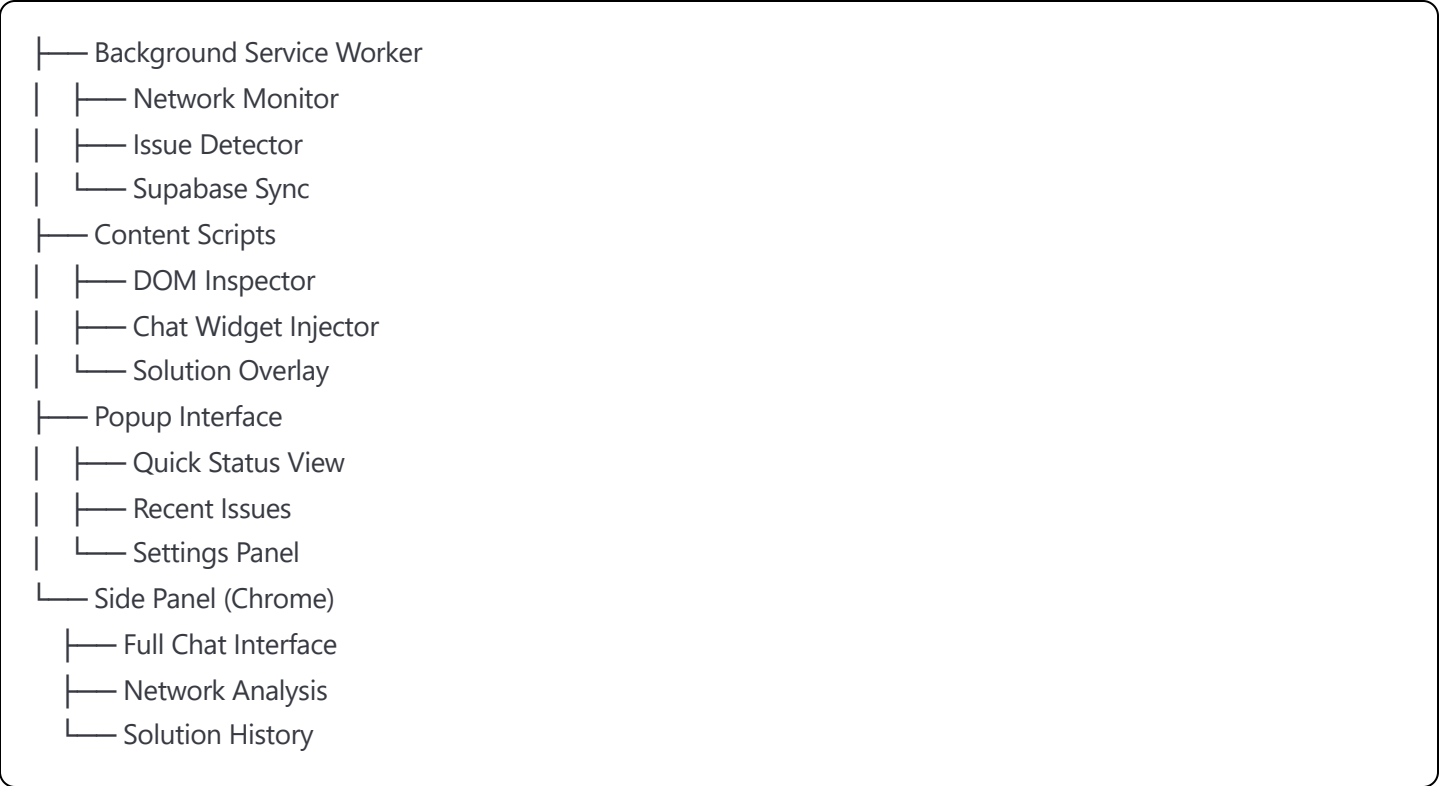 ├── Background Service Worker
│   ├── Network Monitor
│   ├── Issue Detector
│   └── Supabase Sync
├── Content Scripts
│   ├── DOM Inspector
│   ├── Chat Widget Injector
│   └── Solution Overlay
├── Popup Interface
│   ├── Quick Status View
│   ├── Recent Issues
│   └── Settings Panel
└── Side Panel (Chrome)
    ├── Full Chat Interface
    ├── Network Analysis
    └── Solution History